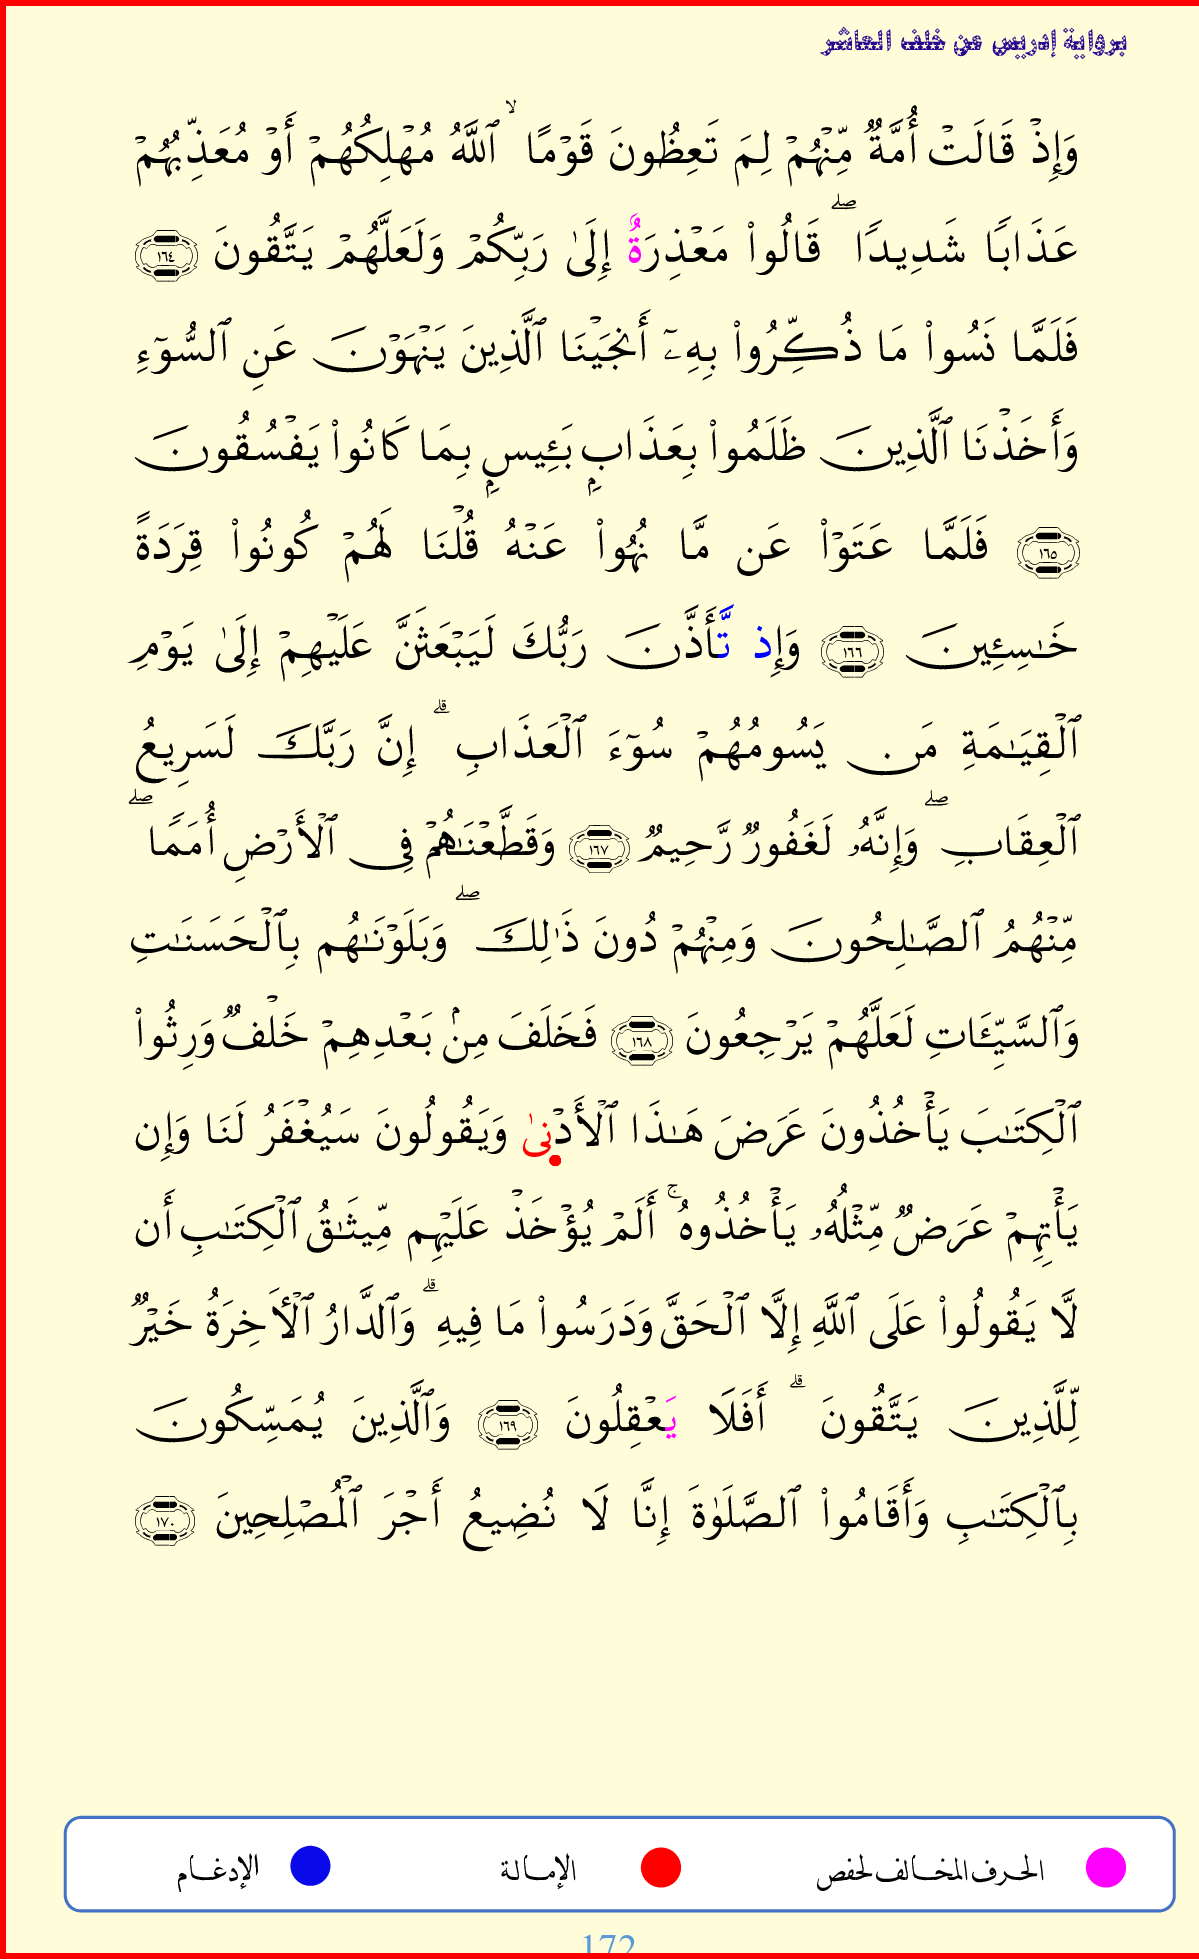 برواية إدريس عن خلف العاشر
وَإِذۡ قَالَتۡ أُمَّةٞ مِّنۡهُمۡ لِمَ تَعِظُونَ قَوۡمًا ۙ ٱللَّهُ مُهۡلِكُهُمۡ أَوۡ مُعَذِّبُهُمۡ
عَذَابٗا شَدِيدٗا ۖ قَالُواْ مَعۡذِرَةٌ إِلَىٰ رَبِّكُمۡ وَلَعَلَّهُمۡ يَتَّقُونَ ١٦٤
فَلَمَّا نَسُواْ مَا ذُكِّرُواْ بِهِۦٓ أَنجَيۡنَا ٱلَّذِينَ يَنۡهَوۡنَ عَنِ ٱلسُّوٓءِ
وَأَخَذۡنَا ٱلَّذِينَ ظَلَمُواْ بِعَذَابِۭ بَـِٔيسِۭ بِمَا كَانُواْ يَفۡسُقُونَ
١٦٥ فَلَمَّا عَتَوۡاْ عَن مَّا نُهُواْ عَنۡهُ قُلۡنَا لَهُمۡ كُونُواْ قِرَدَةً
خَٰسِـِٔينَ ١٦٦ وَإِذ تَّأَذَّنَ رَبُّكَ لَيَبۡعَثَنَّ عَلَيۡهِمۡ إِلَىٰ يَوۡمِ
ٱلۡقِيَٰمَةِ مَن يَسُومُهُمۡ سُوٓءَ ٱلۡعَذَابِ ۗ إِنَّ رَبَّكَ لَسَرِيعُ
ٱلۡعِقَابِ ۖ وَإِنَّهُۥ لَغَفُورٞ رَّحِيمٞ ١٦٧ وَقَطَّعۡنَٰهُمۡ فِي ٱلۡأَرۡضِ أُمَمٗا ۖ
مِّنۡهُمُ ٱلصَّٰلِحُونَ وَمِنۡهُمۡ دُونَ ذَٰلِكَ ۖ وَبَلَوۡنَٰهُم بِٱلۡحَسَنَٰتِ
وَٱلسَّيِّـَٔاتِ لَعَلَّهُمۡ يَرۡجِعُونَ ١٦٨ فَخَلَفَ مِنۢ بَعۡدِهِمۡ خَلۡفٞ وَرِثُواْ
ٱلۡكِتَٰبَ يَأۡخُذُونَ عَرَضَ هَٰذَا ٱلۡأَدۡنىٰ وَيَقُولُونَ سَيُغۡفَرُ لَنَا وَإِن
يَأۡتِهِمۡ عَرَضٞ مِّثۡلُهُۥ يَأۡخُذُوهُ ۚ أَلَمۡ يُؤۡخَذۡ عَلَيۡهِم مِّيثَٰقُ ٱلۡكِتَٰبِ أَن
لَّا يَقُولُواْ عَلَى ٱللَّهِ إِلَّا ٱلۡحَقَّ وَدَرَسُواْ مَا فِيهِ ۗ وَٱلدَّارُ ٱلۡأٓخِرَةُ خَيۡرٞ
لِّلَّذِينَ يَتَّقُونَ ۗ أَفَلَا يَعۡقِلُونَ ١٦٩ وَٱلَّذِينَ يُمَسِّكُونَ
بِٱلۡكِتَٰبِ وَأَقَامُواْ ٱلصَّلَوٰةَ إِنَّا لَا نُضِيعُ أَجۡرَ ٱلۡمُصۡلِحِينَ ١٧٠
الحرف المخالف لحفص الإمالة الإدغام
172